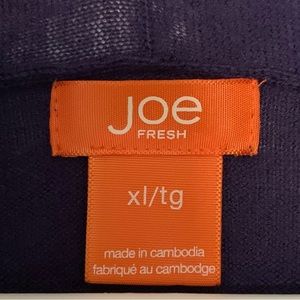 Joe
FRESH
xl/tg
made in cambodia
fabriqué au cambodge